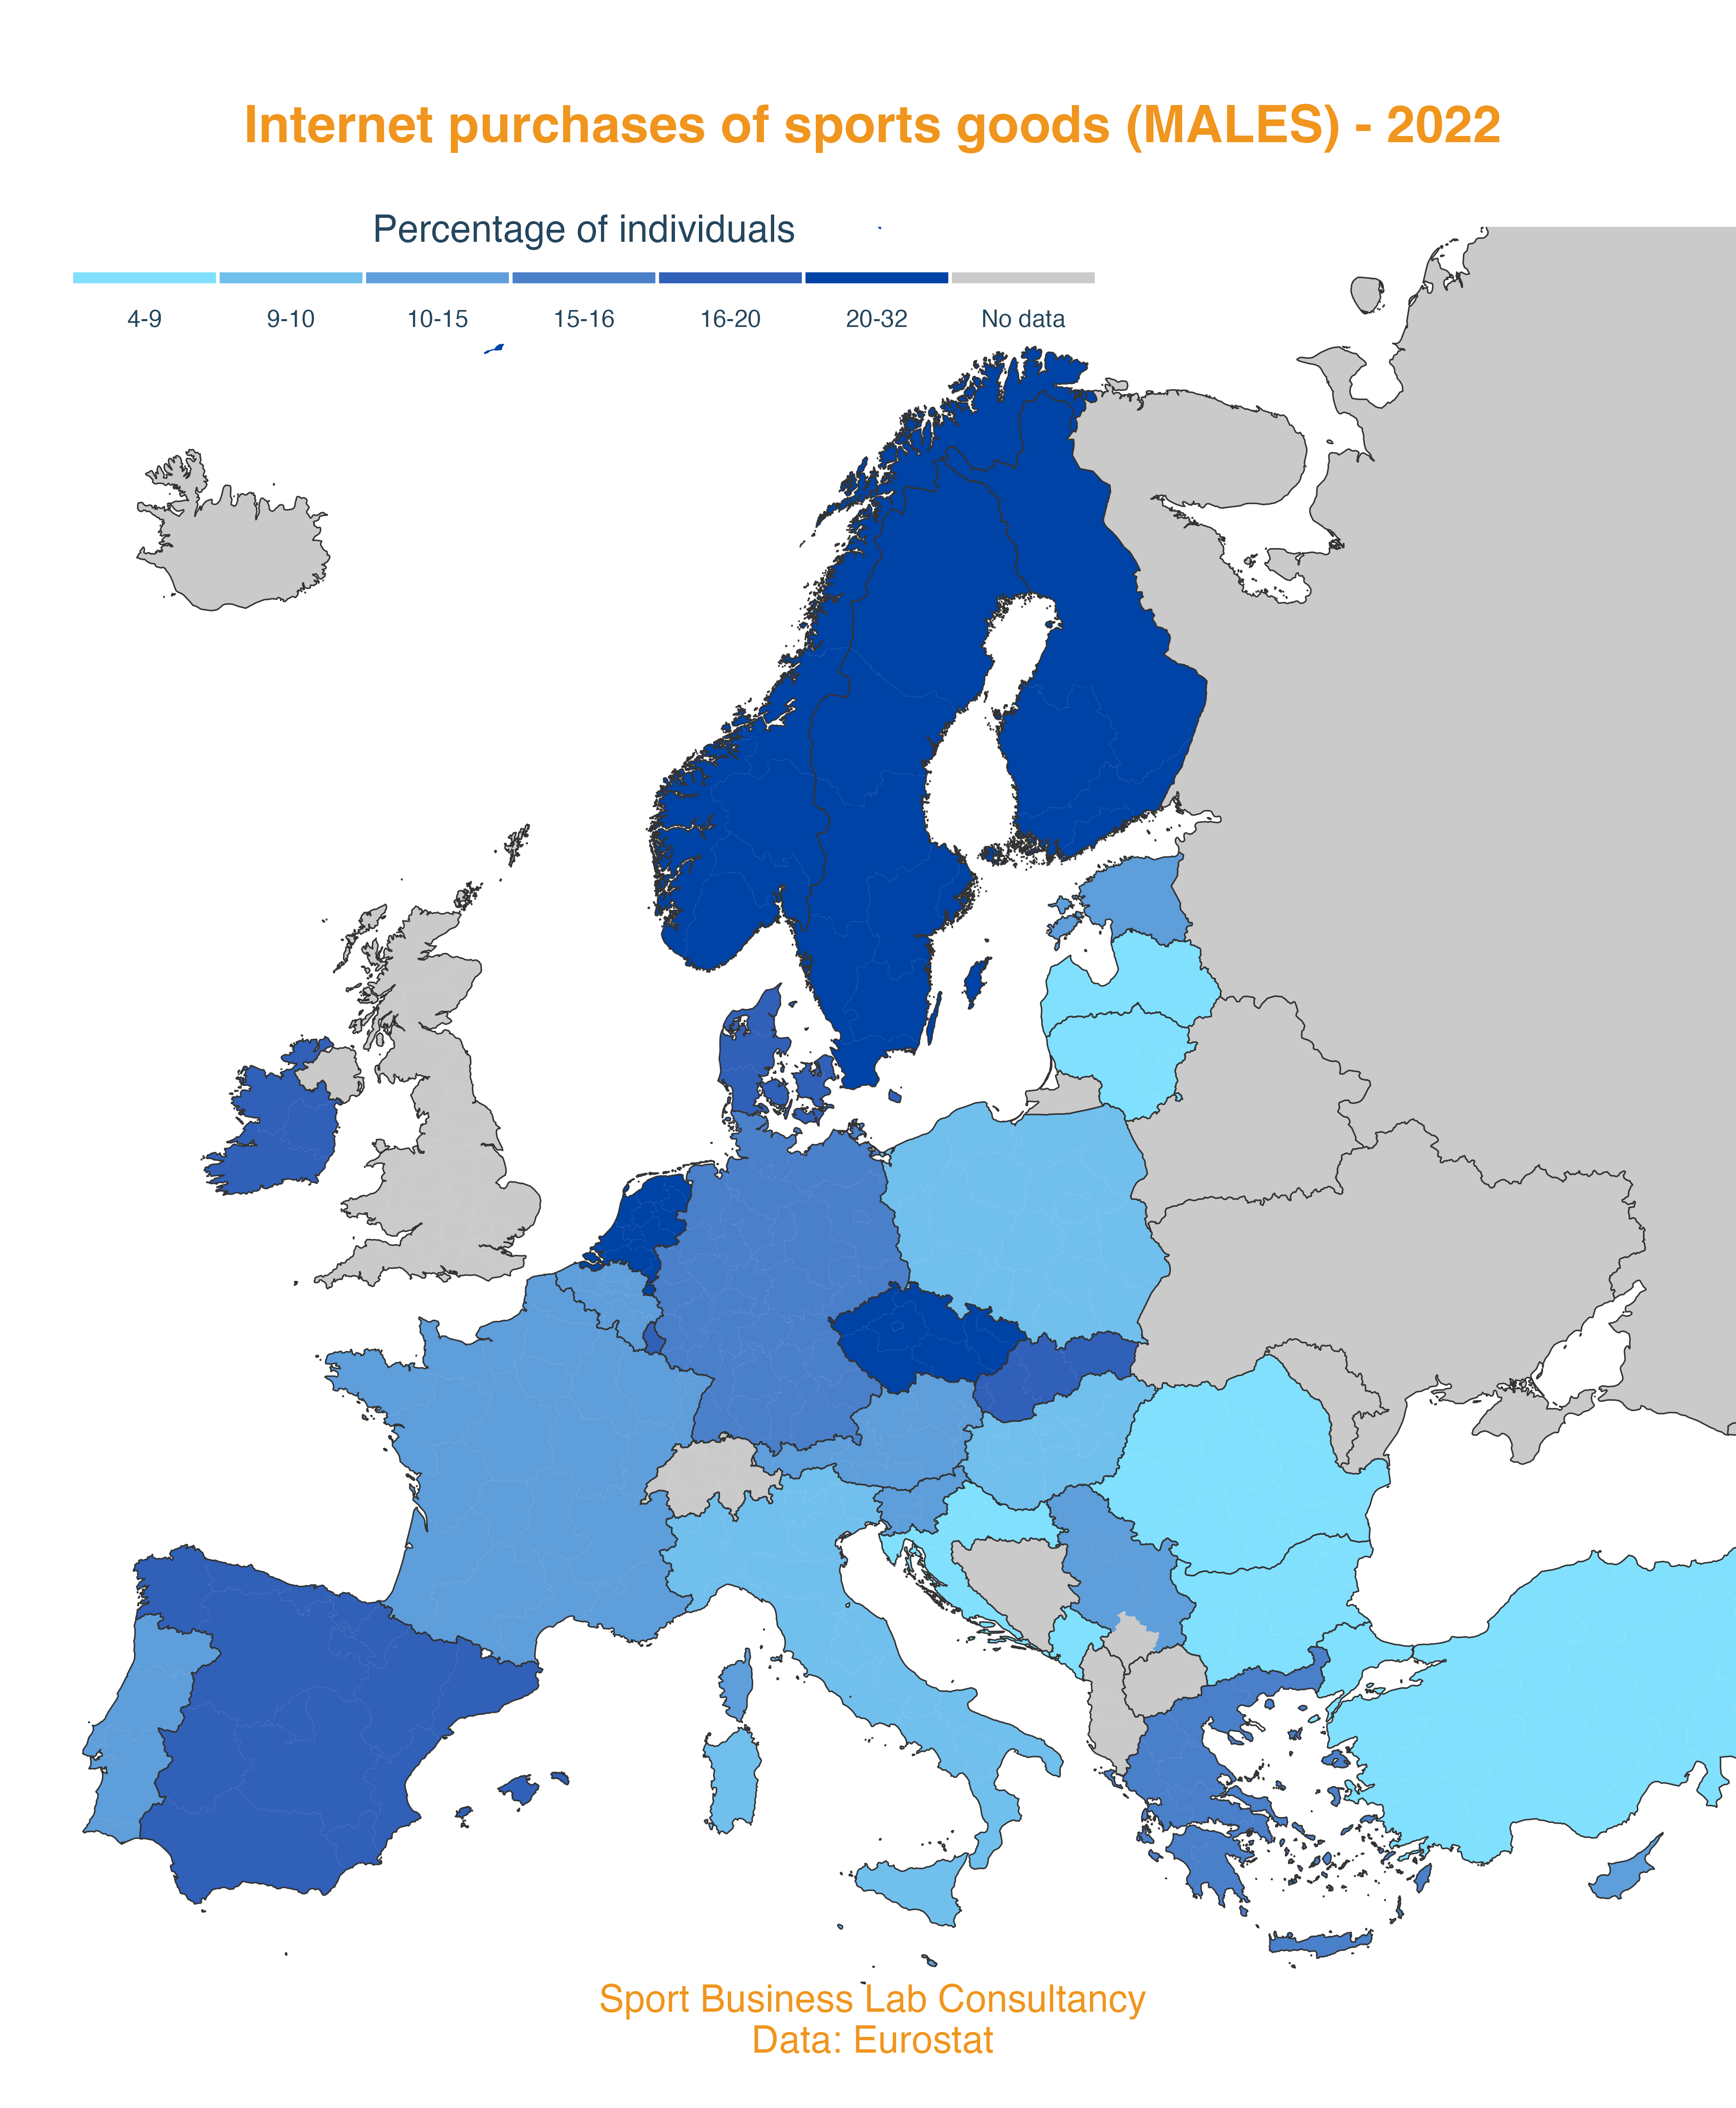 Internet purchases of sports goods (MALES) - 2022
Percentage of individuals
4-9 9-10 10-15 15-16 16-20 20-32 No data
Sport Business Lab Consultancy
Data: Eurostat